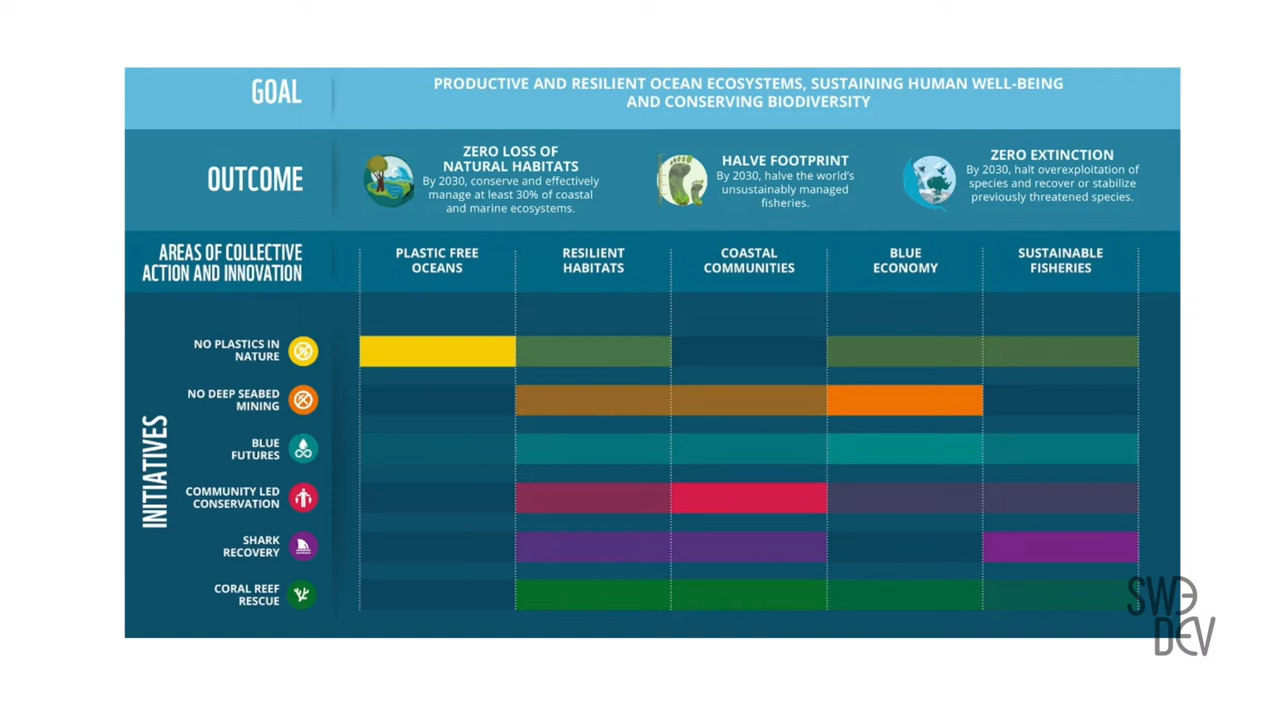 GOAL
PRODUCTIVE AND RESILIENT OCEAN ECOSYSTEMS, SUSTAINING HUMAN WELL-BEING
AND CONSERVING BIODIVERSITY
OUTCOME
ZERO LOSS OF
NATURAL HABITATS
By 2030, conserve and effectively
manage at least 30% of coastal
and marine ecosystems.
HALVE FOOTPRINT
By 2030, halve the world's
unsustainably managed
fisheries.
ZERO EXTINCTION
By 2030, halt overexploitation of
species and recover or stabilize
previously threatened species.
AREAS OF COLLECTIVE
ACTION AND INNOVATION
PLASTIC FREE
OCEANS
RESILIENT
HABITATS
COASTAL
COMMUNITIES
BLUE
ECONOMY
SUSTAINABLE
FISHERIES
INITIATIVES
NO PLASTICS IN
NATURE
NO DEEP SEABED
MINING
BLUE
FUTURES
COMMUNITY LED
CONSERVATION
SHARK
RECOVERY
CORAL REEF
RESCUE
SWE
DEV